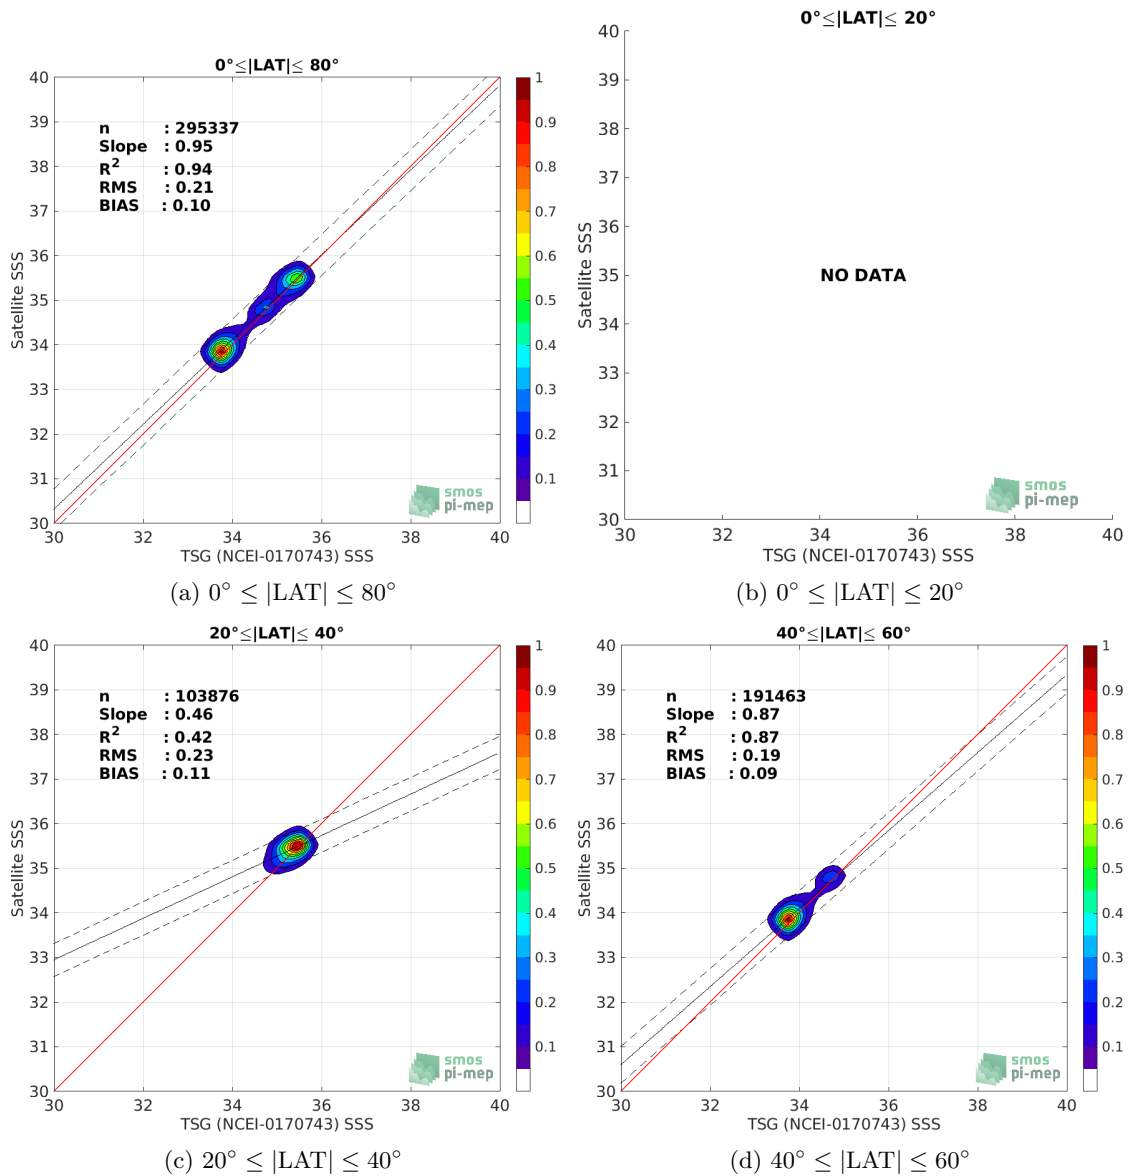 0°≤|LAT|≤ 80°
40
39
38
37
36
35
34
33
32
31
30
Satellite SSS
n : 295337
Slope : 0.95
R² : 0.94
RMS : 0.21
BIAS : 0.10
smos
pi-mep
30 32 34 36 38 40
TSG (NCEI-0170743) SSS
1
0.9
0.8
0.7
0.6
0.5
0.4
0.3
0.2
0.1
(a) 0° ≤ |LAT| ≤ 80°
0°≤|LAT|≤ 20°
40
39
38
37
36
35
34
33
32
31
30
Satellite SSS
NO DATA
smos
pi-mep
30 32 34 36 38 40
TSG (NCEI-0170743) SSS
(b) 0° ≤ |LAT| ≤ 20°
20°≤|LAT|≤ 40°
40
39
38
37
36
35
34
33
32
31
30
Satellite SSS
n : 103876
Slope : 0.46
R² : 0.42
RMS : 0.23
BIAS : 0.11
smos
pi-mep
30 32 34 36 38 40
TSG (NCEI-0170743) SSS
1
0.9
0.8
0.7
0.6
0.5
0.4
0.3
0.2
0.1
(c) 20° ≤ |LAT| ≤ 40°
40°≤|LAT|≤ 60°
40
39
38
37
36
35
34
33
32
31
30
Satellite SSS
n : 191463
Slope : 0.87
R² : 0.87
RMS : 0.19
BIAS : 0.09
smos
pi-mep
30 32 34 36 38 40
TSG (NCEI-0170743) SSS
1
0.9
0.8
0.7
0.6
0.5
0.4
0.3
0.2
0.1
(d) 40° ≤ |LAT| ≤ 60°